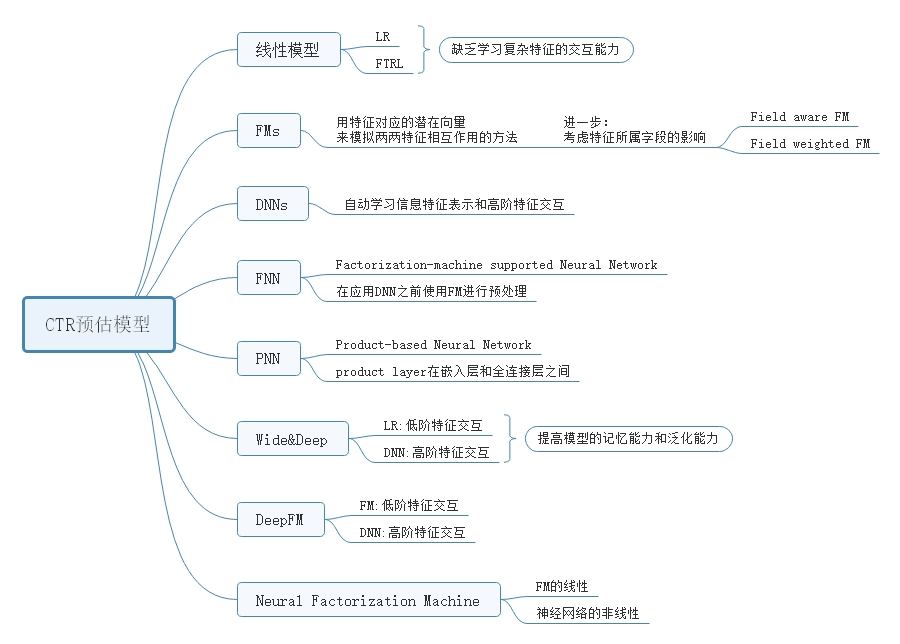 CTR预估模型
线性模型
LR
FTRL
缺乏学习复杂特征的交互能力
FMs
用特征对应的潜在向量
来模拟两两特征相互作用的方法
进一步：
考虑特征所属字段的影响
Field aware FM
Field weighted FM
DNNs
自动学习信息特征表示和高阶特征交互
FNN
Factorization-machine supported Neural Network
在应用DNN之前使用FM进行预处理
PNN
Product-based Neural Network
product layer在嵌入层和全连接层之间
Wide&Deep
LR:低阶特征交互
DNN:高阶特征交互
提高模型的记忆能力和泛化能力
DeepFM
FM:低阶特征交互
DNN:高阶特征交互
Neural Factorization Machine
FM的线性
神经网络的非线性